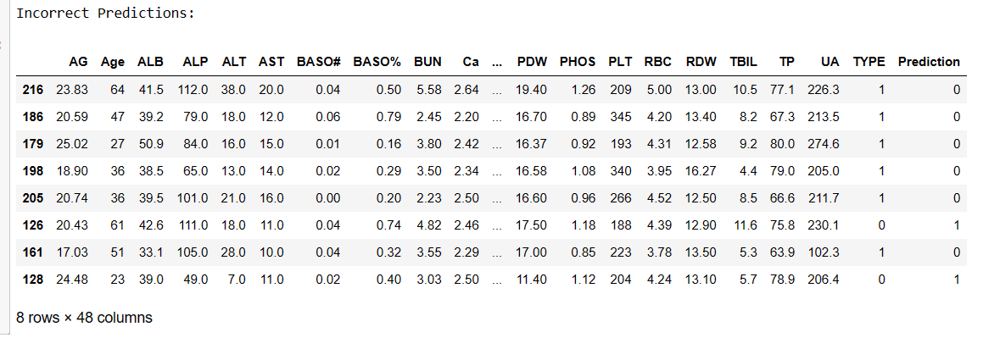 Incorrect Predictions:
AG Age ALB ALP ALT AST BASO# BASO% BUN Ca ... PDW PHOS PLT RBC RDW TBIL TP UA TYPE Prediction
216 23.83 64 41.5 112.0 38.0 20.0 0.04 0.50 5.58 2.64 ... 19.40 1.26 209 5.00 13.00 10.5 77.1 226.3 1 0
186 20.59 47 39.2 79.0 18.0 12.0 0.06 0.79 2.45 2.20 ... 16.70 0.89 345 4.20 13.40 8.2 67.3 213.5 1 0
179 25.02 27 50.9 84.0 16.0 15.0 0.01 0.16 3.80 2.42 ... 16.37 0.92 193 4.31 12.58 9.2 80.0 274.6 1 0
198 18.90 36 38.5 65.0 13.0 14.0 0.02 0.29 3.50 2.34 ... 16.58 1.08 340 3.95 16.27 4.4 79.0 205.0 1 0
205 20.74 36 39.5 101.0 21.0 16.0 0.00 0.20 2.23 2.50 ... 16.60 0.96 266 4.52 12.50 8.5 66.6 211.7 1 0
126 20.43 61 42.6 111.0 18.0 11.0 0.04 0.74 4.82 2.46 ... 17.50 1.18 188 4.39 12.90 11.6 75.8 230.1 0 1
161 17.03 51 33.1 105.0 28.0 10.0 0.04 0.32 3.55 2.29 ... 17.00 0.85 223 3.78 13.50 5.3 63.9 102.3 1 0
128 24.48 23 39.0 49.0 7.0 11.0 0.02 0.40 3.03 2.50 ... 11.40 1.12 204 4.24 13.10 5.7 78.9 206.4 0 1
8 rows × 48 columns